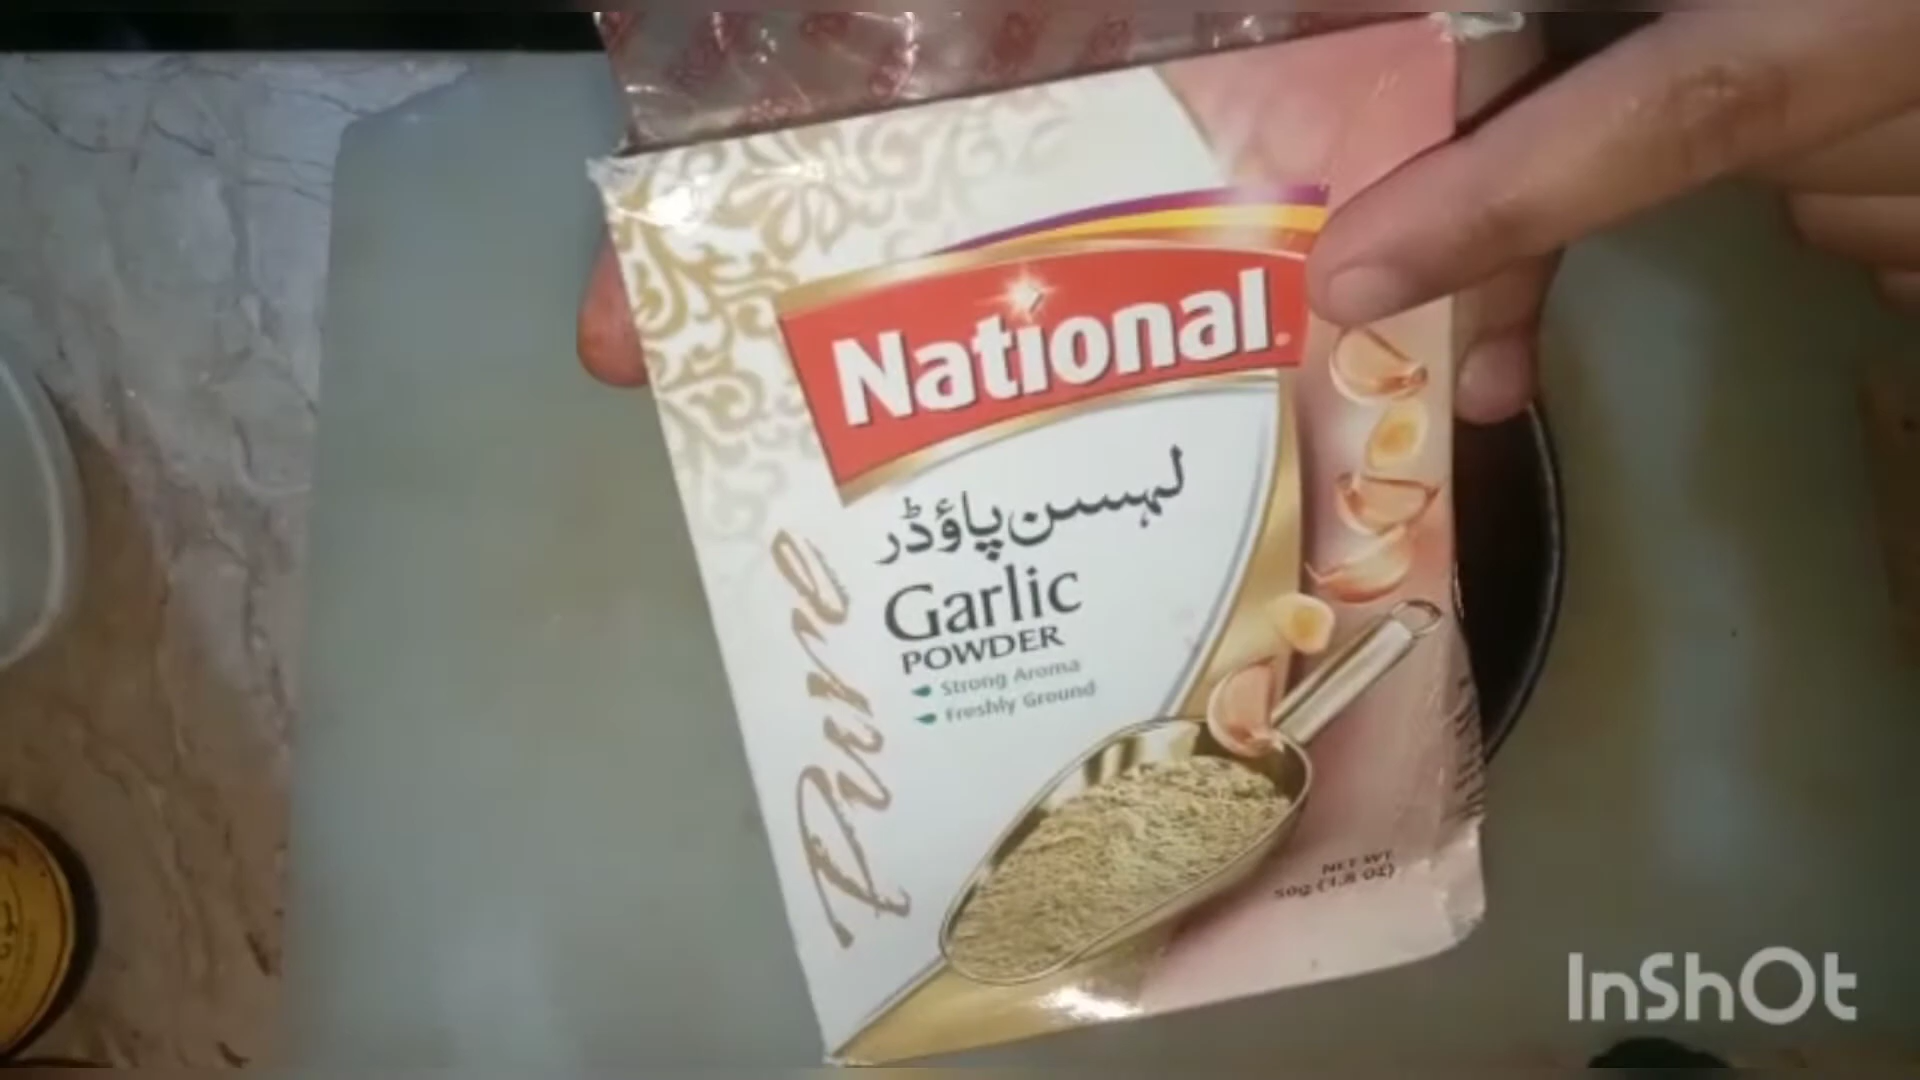 National
لہسن پاؤڈر
Garlic
POWDER
Strong Aroma
Freshly Ground
Pure
NET WT
50g (1.8 OZ)
InShOt